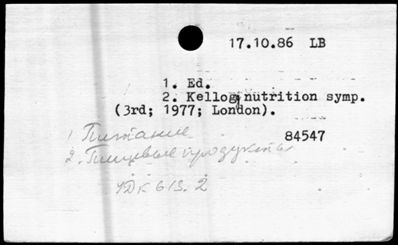 17.10.86 LB
1. Ed.
2. Kellog nutrition symp.
(3rd; 1977; London).
84547
1 Питание
2. Пищевые продукты
УДК 613.2